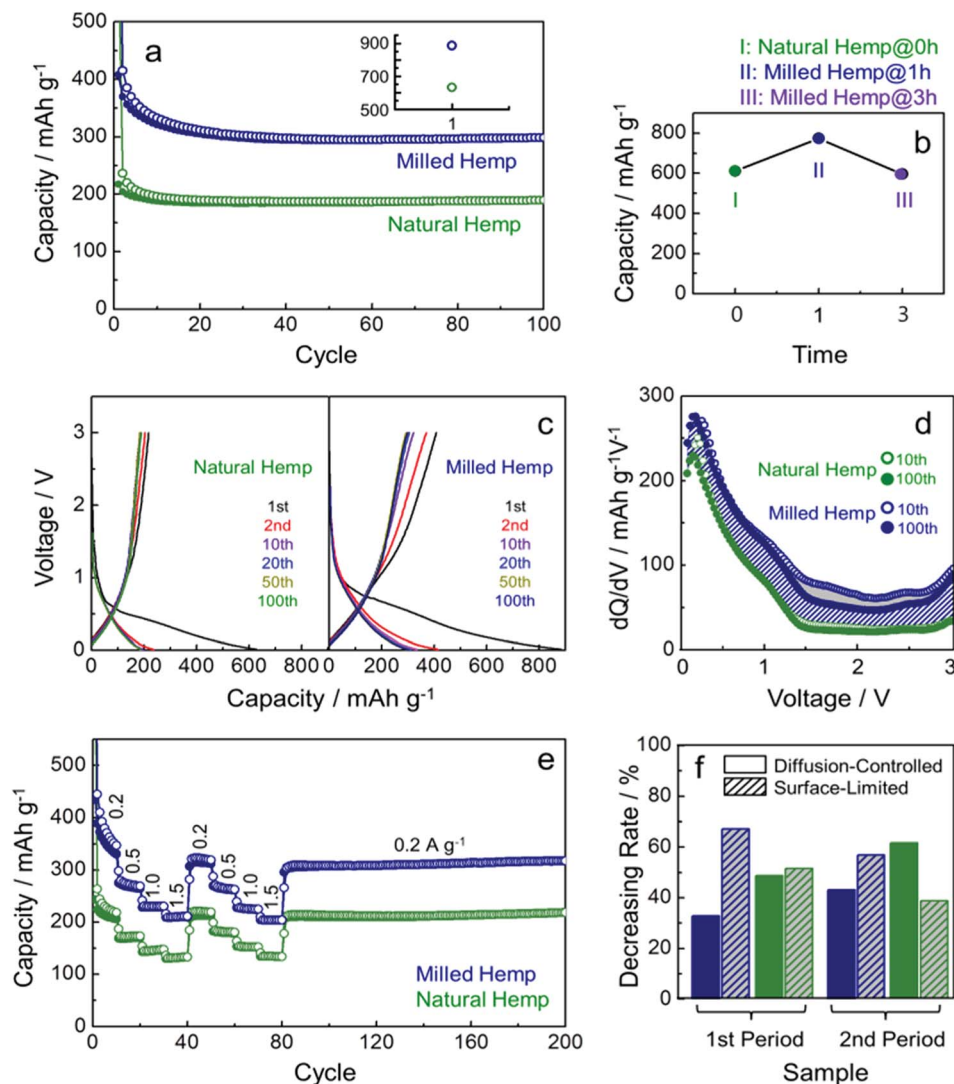 a
500
400
300
200
100
0
0 20 40 60 80 100
Capacity / mAh g⁻¹
Cycle
900
700
500
1
Milled Hemp
Natural Hemp
I: Natural Hemp@0h
II: Milled Hemp@1h
III: Milled Hemp@3h
b
800
600
400
200
0
I
II
III
0 1 3
Capacity / mAh g⁻¹
Time
c
3
2
1
0
Voltage / V
Natural Hemp
1st
2nd
10th
20th
50th
100th
Milled Hemp
1st
2nd
10th
20th
50th
100th
0 200 400 600 800 0 200 400 600 800
Capacity / mAh g⁻¹
d
300
200
100
0
dQ/dV / mAh g⁻¹V⁻¹
Natural Hemp
10th
100th
Milled Hemp
10th
100th
0 1 2 3
Voltage / V
e
500
400
300
200
100
0
Capacity / mAh g⁻¹
0.2
0.5
1.0
1.5
0.2
0.5
1.0
1.5
0.2 A g⁻¹
Milled Hemp
Natural Hemp
0 40 80 120 160 200
Cycle
f
100
80
60
40
20
0
Decreasing Rate / %
Diffusion-Controlled
Surface-Limited
1st Period 2nd Period
Sample